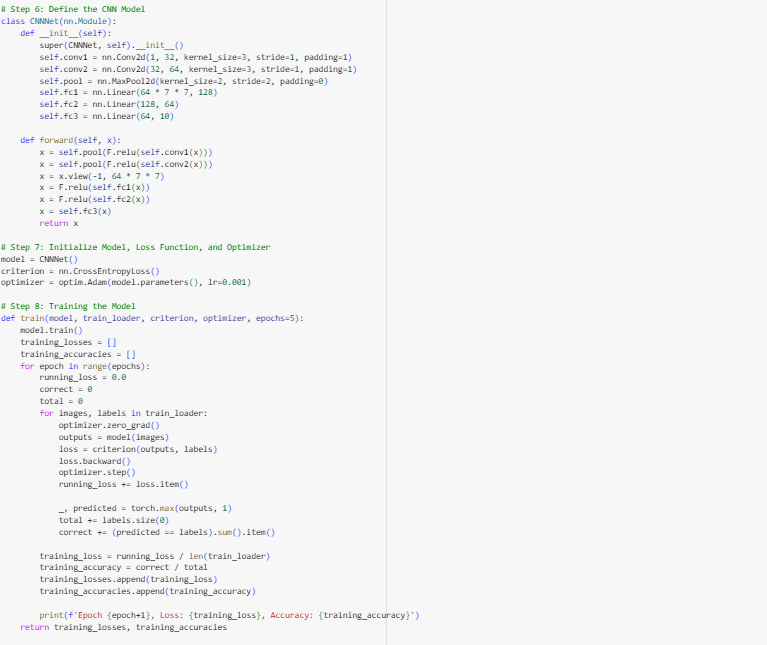 # Step 6: Define the CNN Model
class CNNNet(nn.Module):
    def __init__(self):
        super(CNNNet, self).__init__()
        self.conv1 = nn.Conv2d(1, 32, kernel_size=3, stride=1, padding=1)
        self.conv2 = nn.Conv2d(32, 64, kernel_size=3, stride=1, padding=1)
        self.pool = nn.MaxPool2d(kernel_size=2, stride=2, padding=0)
        self.fc1 = nn.Linear(64 * 7 * 7, 128)
        self.fc2 = nn.Linear(128, 64)
        self.fc3 = nn.Linear(64, 10)

    def forward(self, x):
        x = self.pool(F.relu(self.conv1(x)))
        x = self.pool(F.relu(self.conv2(x)))
        x = x.view(-1, 64 * 7 * 7)
        x = F.relu(self.fc1(x))
        x = F.relu(self.fc2(x))
        x = self.fc3(x)
        return x

# Step 7: Initialize Model, Loss Function, and Optimizer
model = CNNNet()
criterion = nn.CrossEntropyLoss()
optimizer = optim.Adam(model.parameters(), lr=0.001)

# Step 8: Training the Model
def train(model, train_loader, criterion, optimizer, epochs=5):
    model.train()
    training_losses = []
    training_accuracies = []
    for epoch in range(epochs):
        running_loss = 0.0
        correct = 0
        total = 0
        for images, labels in train_loader:
            optimizer.zero_grad()
            outputs = model(images)
            loss = criterion(outputs, labels)
            loss.backward()
            optimizer.step()
            running_loss += loss.item()

            _, predicted = torch.max(outputs, 1)
            total += labels.size(0)
            correct += (predicted == labels).sum().item()

        training_loss = running_loss / len(train_loader)
        training_accuracy = correct / total
        training_losses.append(training_loss)
        training_accuracies.append(training_accuracy)

        print(f'Epoch {epoch+1}, Loss: {training_loss}, Accuracy: {training_accuracy}')
    return training_losses, training_accuracies